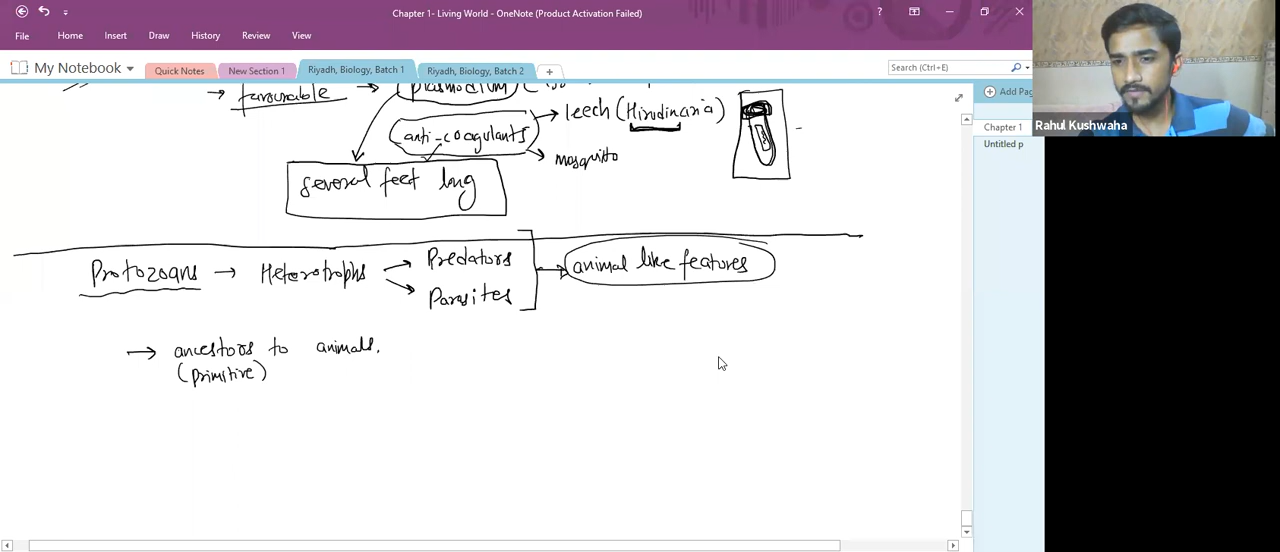 Chapter 1- Living World - OneNote (Product Activation Failed)
?
File Home Insert Draw History Review View
My Notebook Quick Notes New Section 1 Riyadh, Biology, Batch 1 Riyadh, Biology, Batch 2 + Search (Ctrl+E)
Add Pag
→ favourable → plasmodium
Chapter 1
Untitled p
Rahul Kushwaha
anti-coagulants → leech (Hirudinaria)
→ mosquito
several feet long
Protozoans → Heterotrophs → Predators
→ Parasites
→ animal like features
→ ancestors to animals.
(primitive)